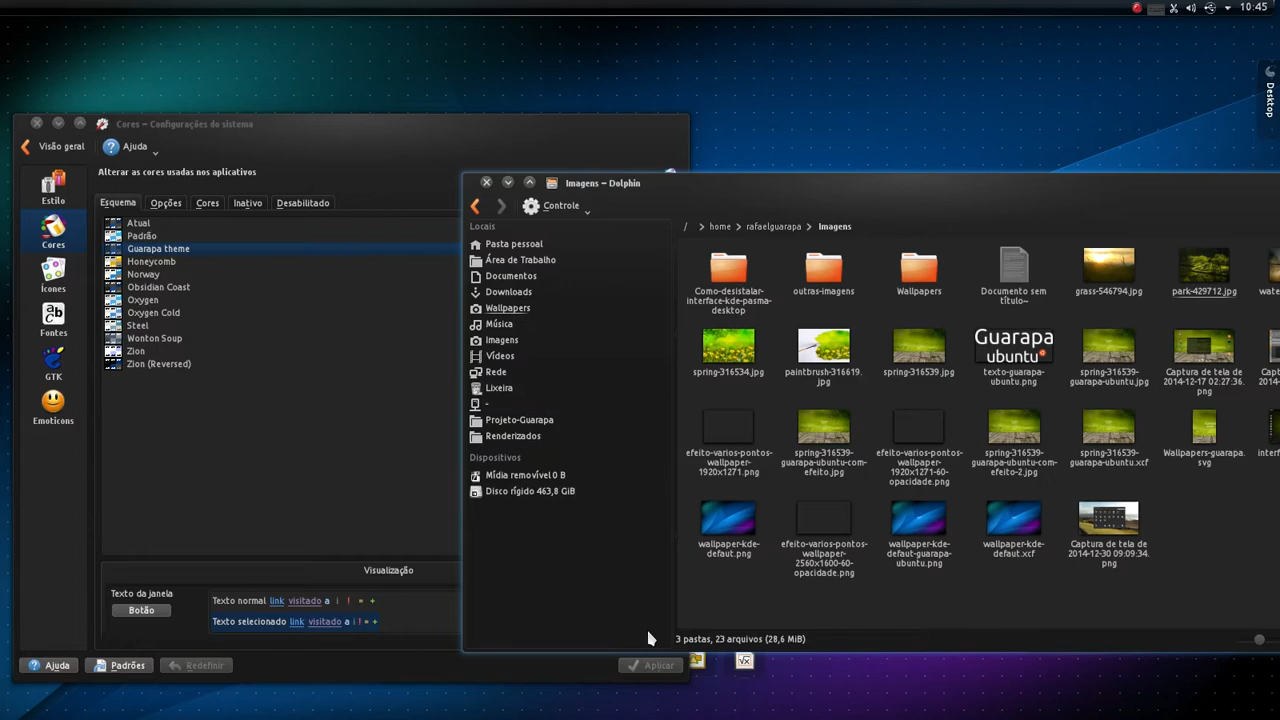 10:45
Desktop
Cores – Configurações do sistema
Visão geral
Ajuda
Alterar as cores usadas nos aplicativos
Estilo
Cores
Ícones
Fontes
GTK
Emoticons
Esquema Opções Cores Inativo Desabilitado
Atual
Padrão
Guarapa theme
Honeycomb
Norway
Obsidian Coast
Oxygen
Oxygen Cold
Steel
Wonton Soup
Zion
Zion (Reversed)
Visualização
Texto da janela
Botão
Texto normal link visitado a i ! = +
Texto selecionado link visitado a i ! = +
Ajuda Padrões Redefinir Aplicar
Imagens – Dolphin
Controle
Locais
Pasta pessoal
Área de Trabalho
Documentos
Downloads
Wallpapers
Música
Imagens
Vídeos
Rede
Lixeira
-
Projeto-Guarapa
Renderizados
Dispositivos
Mídia removível 0 B
Disco rígido 463,8 GiB
/ > home > rafaelguarapa > Imagens
Como-desistalar-
interface-kde-pasma-
desktop
outras-imagens
Wallpapers
Documento sem
título~
grass-546794.jpg
park-429712.jpg
spring-316534.jpg
paintbrush-316619.
jpg
spring-316539.jpg
Guarapa
ubuntu
texto-guarapa-
ubuntu.png
spring-316539-
guarapa-ubuntu.jpg
Captura de tela de
2014-12-17 02:27:36.
png
efeito-varios-pontos-
wallpaper-
1920x1271.png
spring-316539-
guarapa-ubuntu-com-
efeito.jpg
efeito-varios-pontos-
wallpaper-
1920x1271-60-
opacidade.png
spring-316539-
guarapa-ubuntu-com-
efeito-2.jpg
spring-316539-
guarapa-ubuntu.xcf
Wallpapers-guarapa.
svg
wallpaper-kde-
defaut.png
efeito-varios-pontos-
wallpaper-
2560x1600-60-
opacidade.png
wallpaper-kde-
defaut-guarapa-
ubuntu.png
wallpaper-kde-
defaut.xcf
Captura de tela de
2014-12-30 09:09:34.
png
3 pastas, 23 arquivos (28,6 MiB)